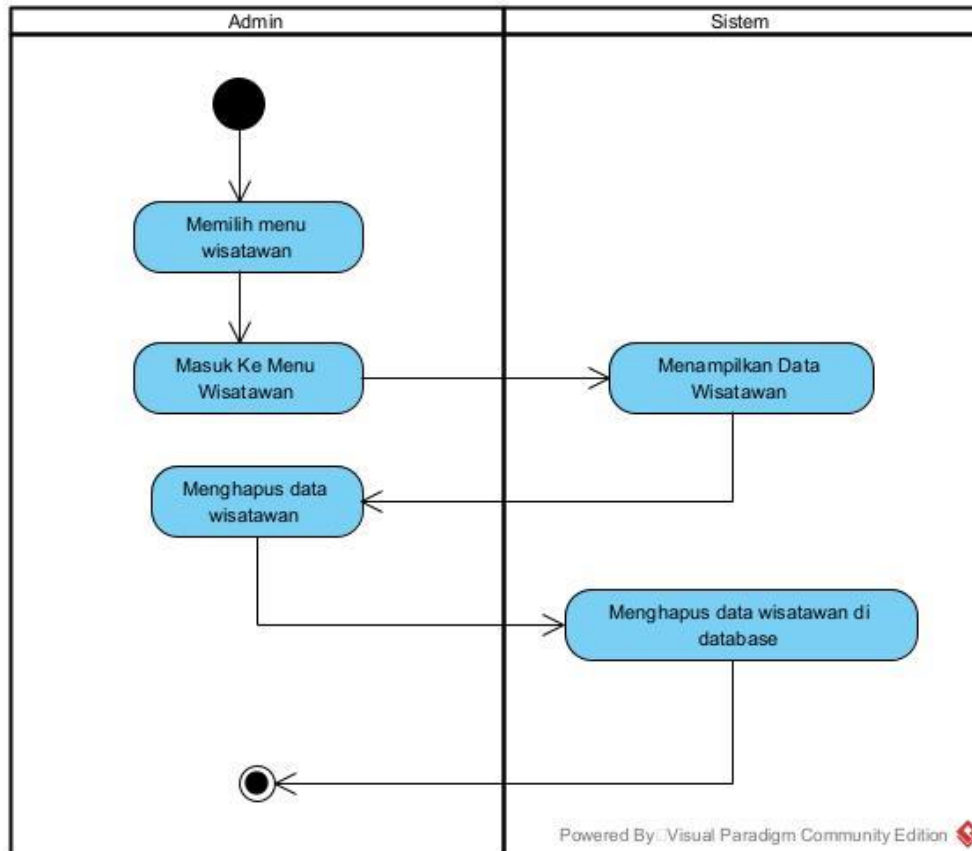 Admin
Sistem
Memilih menu
wisatawan
Masuk Ke Menu
Wisatawan
Menampilkan Data
Wisatawan
Menghapus data
wisatawan
Menghapus data wisatawan di
database
Powered By Visual Paradigm Community Edition